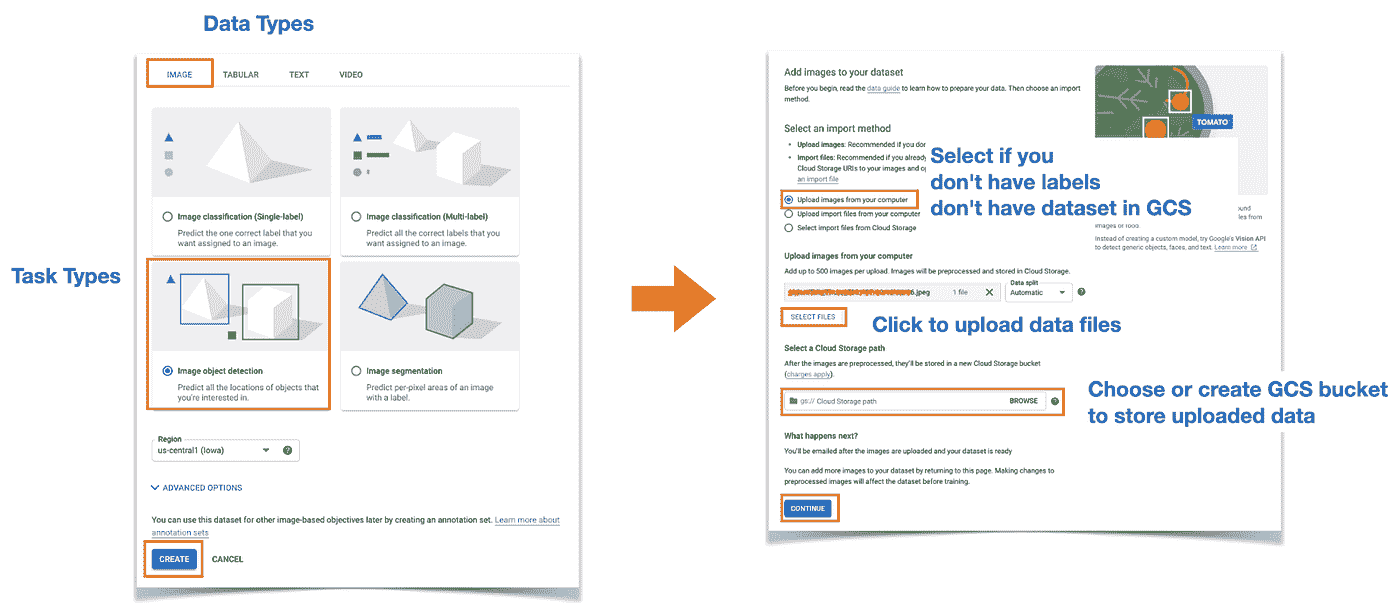 Data Types
IMAGE TABULAR TEXT VIDEO
Image classification (Single-label)
Predict the one correct label that you
want assigned to an image.
Image classification (Multi-label)
Predict all the correct labels that you
want assigned to an image.
Task Types
Image object detection
Predict all the locations of objects that
you're interested in.
Image segmentation
Predict per-pixel areas of an image
with a label.
Region
us-central1 (Iowa)
ADVANCED OPTIONS
You can use this dataset for other image-based objectives later by creating an annotation set. Learn more about
annotation sets
CREATE CANCEL
Add images to your dataset
Before you begin, read the data guide to learn how to prepare your data. Then choose an import
method.
TOMATO
Select an import method
Upload images: Recommended if you
Import files: Recommended if you already
Cloud Storage URIs to your images and
an import file
Select if you
don't have labels
don't have dataset in GCS
Upload images from your computer
Upload import files from your computer
Select import files from Cloud Storage
files from
images or
Instead of creating a custom model, try Google's Vision API
to detect generic objects, faces, and text. Learn more
Upload images from your computer
Add up to 500 images per upload. Images will be preprocessed and stored in Cloud Storage.
6.jpeg 1 file
Data split
Automatic
SELECT FILES
Click to upload data files
Select a Cloud Storage path
After the images are preprocessed, they'll be stored in a new Cloud Storage bucket
(charges apply).
gs:// Cloud Storage path BROWSE
Choose or create GCS bucket
to store uploaded data
What happens next?
You'll be emailed after the images are uploaded and your dataset is ready
You can add more images to your dataset by returning to this page. Making changes to
preprocessed images will affect the dataset before training.
CONTINUE